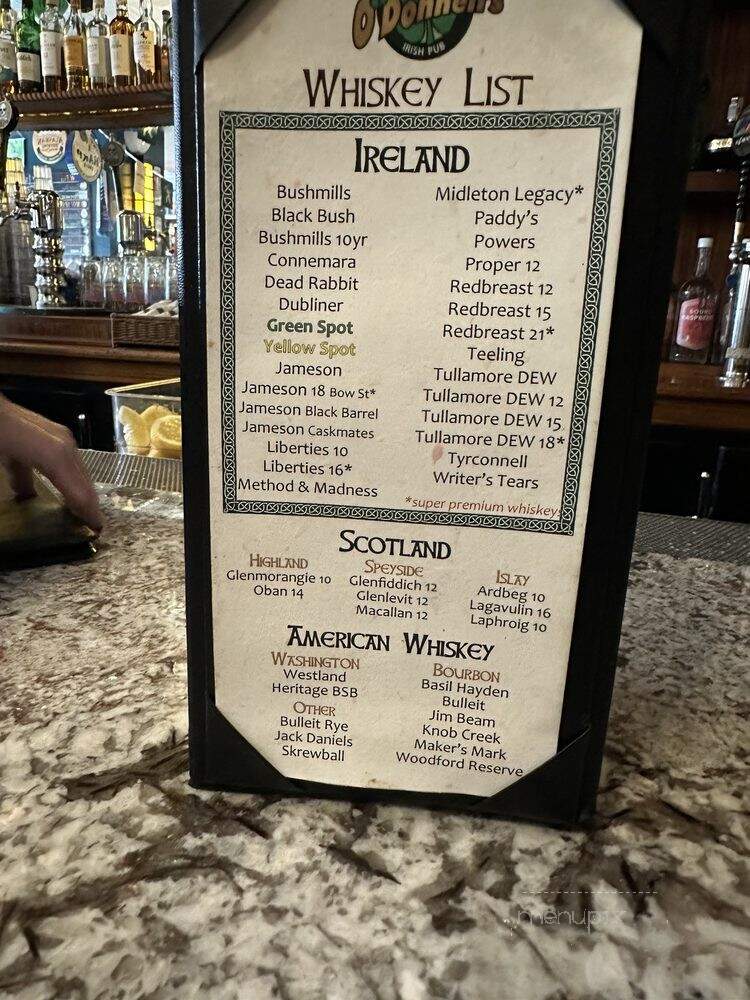 O'Donnell's
IRISH PUB
WHISKEY LIST
IRELAND
Bushmills
Black Bush
Bushmills 10yr
Connemara
Dead Rabbit
Dubliner
Green Spot
Yellow Spot
Jameson
Jameson 18 Bow St*
Jameson Black Barrel
Jameson Caskmates
Liberties 10
Liberties 16*
Method & Madness
Midleton Legacy*
Paddy's
Powers
Proper 12
Redbreast 12
Redbreast 15
Redbreast 21*
Teeling
Tullamore DEW
Tullamore DEW 12
Tullamore DEW 15
Tullamore DEW 18*
Tyrconnell
Writer's Tears
*super premium whiskeys
SCOTLAND
HIGHLAND
Glenmorangie 10
Oban 14
SPEYSIDE
Glenfiddich 12
Glenlevit 12
Macallan 12
ISLAY
Ardbeg 10
Lagavulin 16
Laphroig 10
AMERICAN WHISKEY
WASHINGTON
Westland
Heritage BSB
OTHER
Bulleit Rye
Jack Daniels
Skrewball
BOURBON
Basil Hayden
Bulleit
Jim Beam
Knob Creek
Maker's Mark
Woodford Reserve
menupix